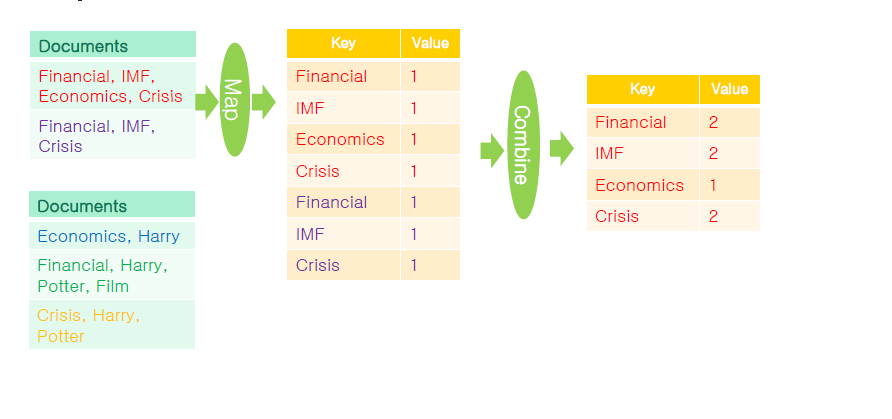 Documents
Financial, IMF,
Economics, Crisis
Financial, IMF,
Crisis
Documents
Economics, Harry
Financial, Harry,
Potter, Film
Crisis, Harry,
Potter
Map
Key Value
Financial 1
IMF 1
Economics 1
Crisis 1
Financial 1
IMF 1
Crisis 1
Combine
Key Value
Financial 2
IMF 2
Economics 1
Crisis 2